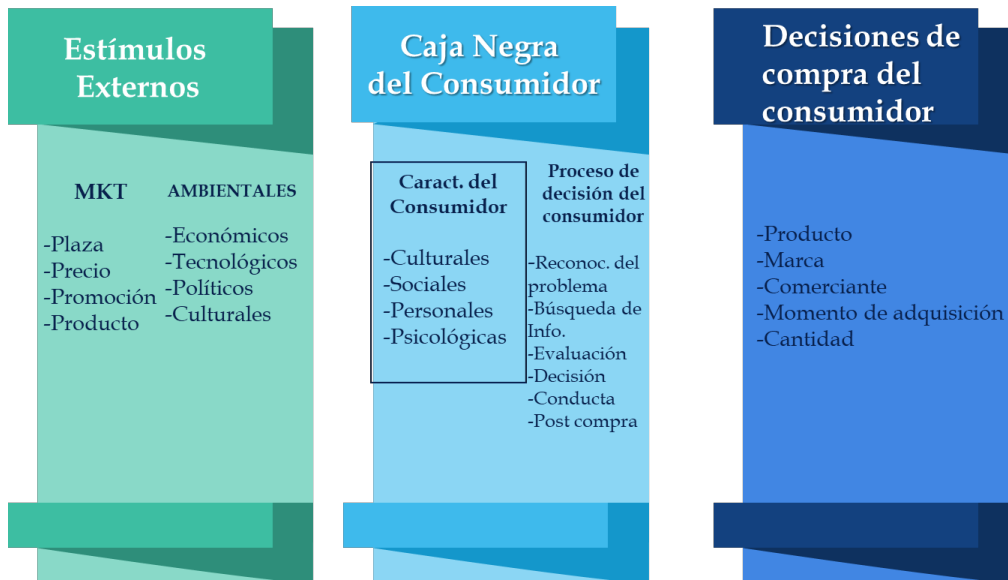 Estímulos
Externos
MKT
-Plaza
-Precio
-Promoción
-Producto
AMBIENTALES
-Económicos
-Tecnológicos
-Políticos
-Culturales
Caja Negra
del Consumidor
Caract. del
Consumidor
-Culturales
-Sociales
-Personales
-Psicológicas
Proceso de
decisión del
consumidor
-Reconoc. del
problema
-Búsqueda de
Info.
-Evaluación
-Decisión
-Conducta
-Post compra
Decisiones de
compra del
consumidor
-Producto
-Marca
-Comerciante
-Momento de adquisición
-Cantidad